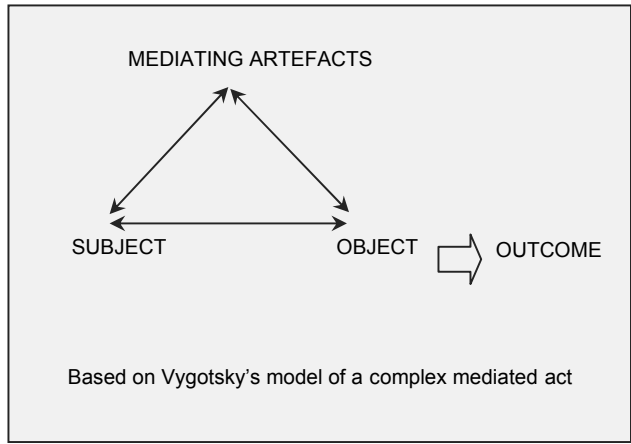 MEDIATING ARTEFACTS
SUBJECT OBJECT OUTCOME
Based on Vygotsky’s model of a complex mediated act